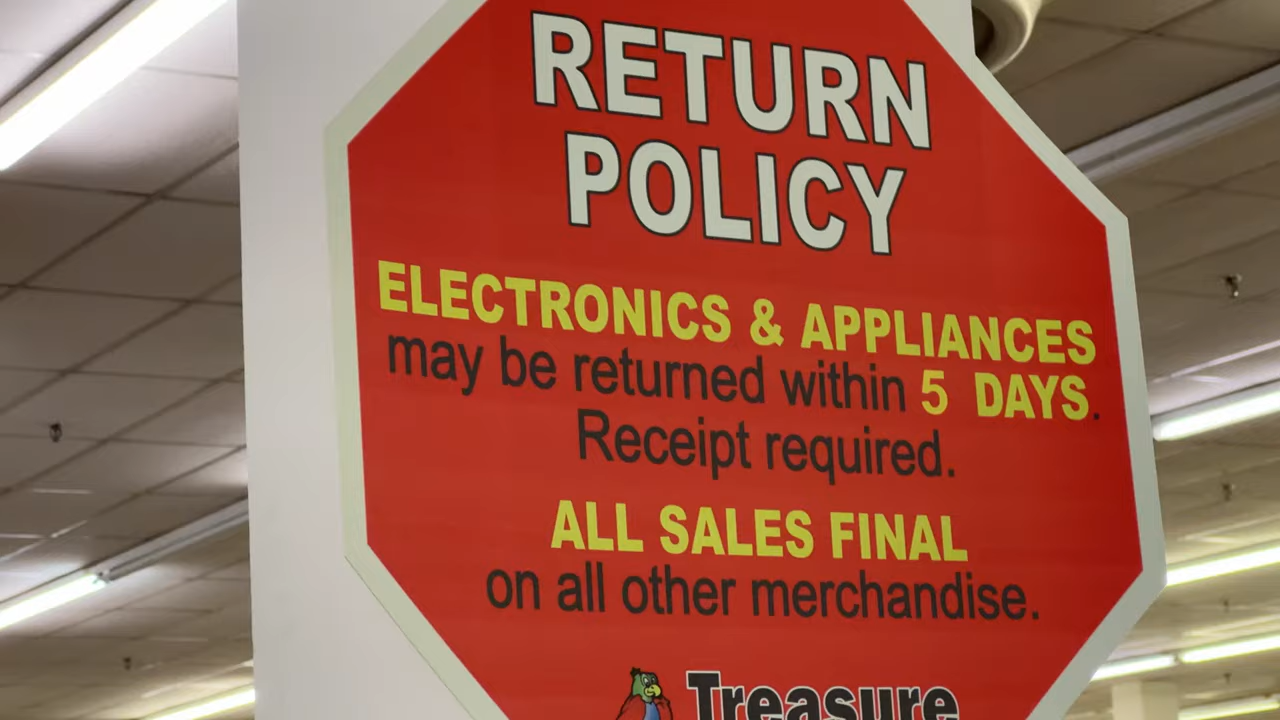 RETURN
POLICY
ELECTRONICS & APPLIANCES
may be returned within 5 DAYS.
Receipt required.
ALL SALES FINAL
on all other merchandise.
Treasure